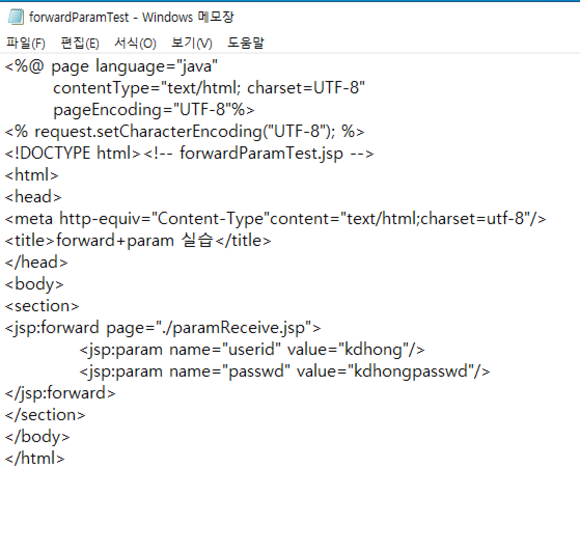 forwardParamTest - Windows 메모장
파일(F) 편집(E) 서식(O) 보기(V) 도움말
<%@ page language="java"
contentType="text/html; charset=UTF-8"
pageEncoding="UTF-8"%>
<% request.setCharacterEncoding("UTF-8"); %>
<!DOCTYPE html><!-- forwardParamTest.jsp -->
<html>
<head>
<meta http-equiv="Content-Type"content="text/html;charset=utf-8"/>
<title>forward+param 실습</title>
</head>
<body>
<section>
<jsp:forward page="./paramReceive.jsp">
<jsp:param name="userid" value="kdhong"/>
<jsp:param name="passwd" value="kdhongpasswd"/>
</jsp:forward>
</section>
</body>
</html>